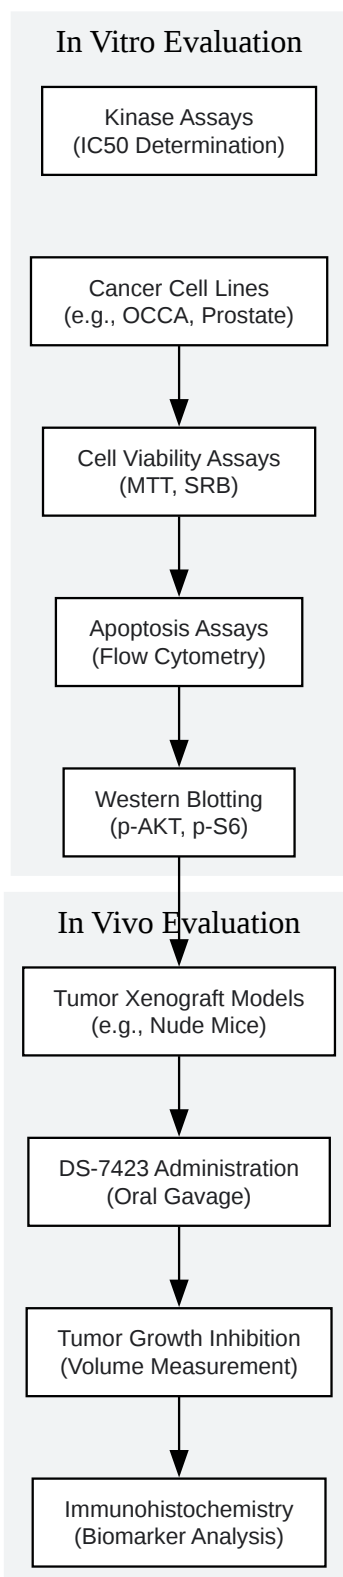 In Vitro Evaluation
Kinase Assays
(IC50 Determination)
Cancer Cell Lines
(e.g., OCCA, Prostate)
Cell Viability Assays
(MTT, SRB)
Apoptosis Assays
(Flow Cytometry)
Western Blotting
(p-AKT, p-S6)
In Vivo Evaluation
Tumor Xenograft Models
(e.g., Nude Mice)
DS-7423 Administration
(Oral Gavage)
Tumor Growth Inhibition
(Volume Measurement)
Immunohistochemistry
(Biomarker Analysis)